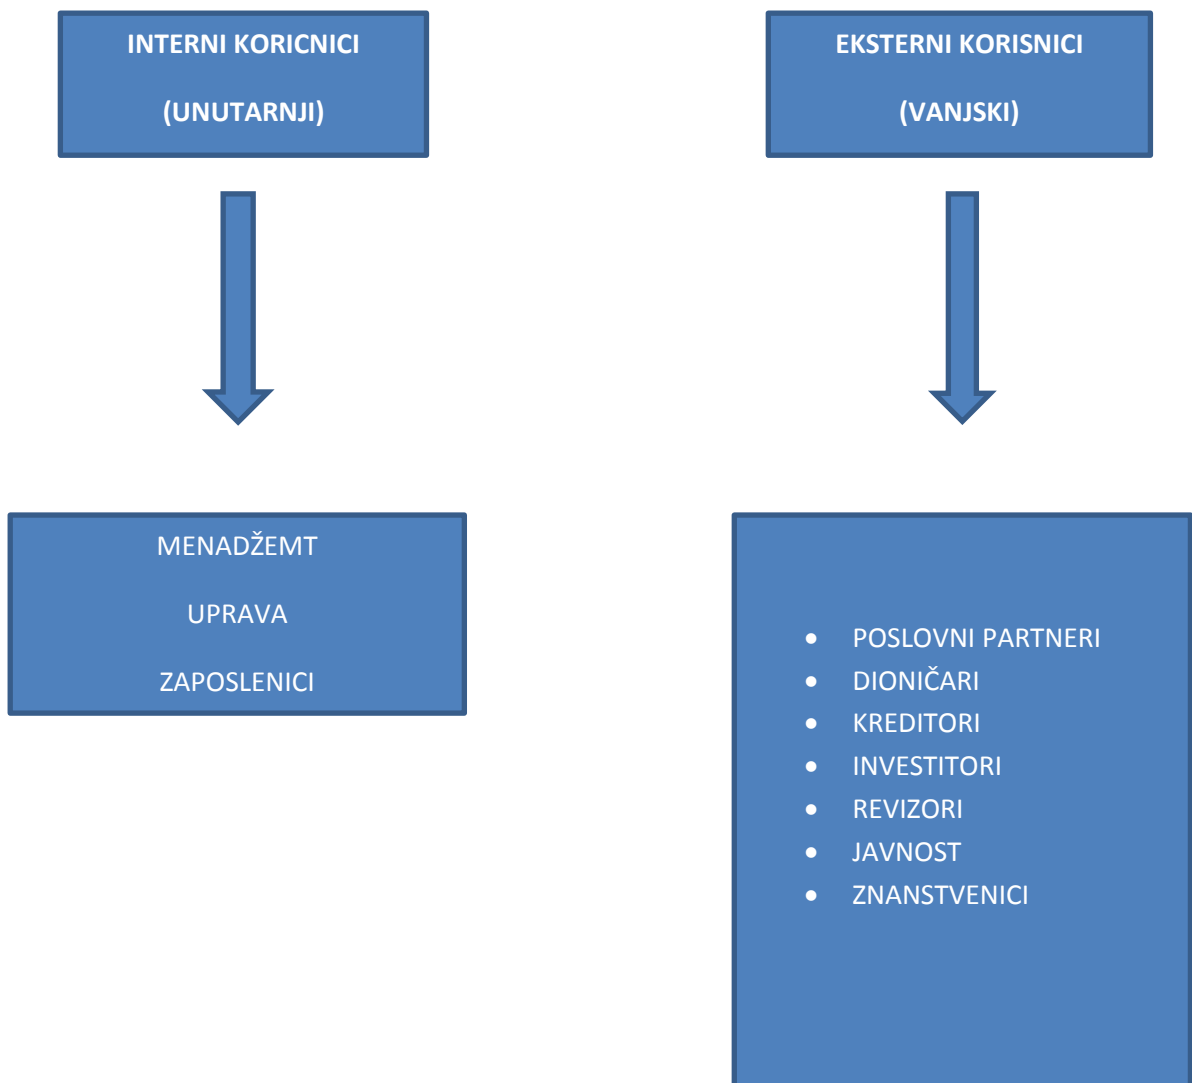 INTERNI KORICNICI
(UNUTARNJI)
EKSTERNI KORISNICI
(VANJSKI)
MENADŽEMT
UPRAVA
ZAPOSLENICI
• POSLOVNI PARTNERI
• DIONIČARI
• KREDITORI
• INVESTITORI
• REVIZORI
• JAVNOST
• ZNANSTVENICI